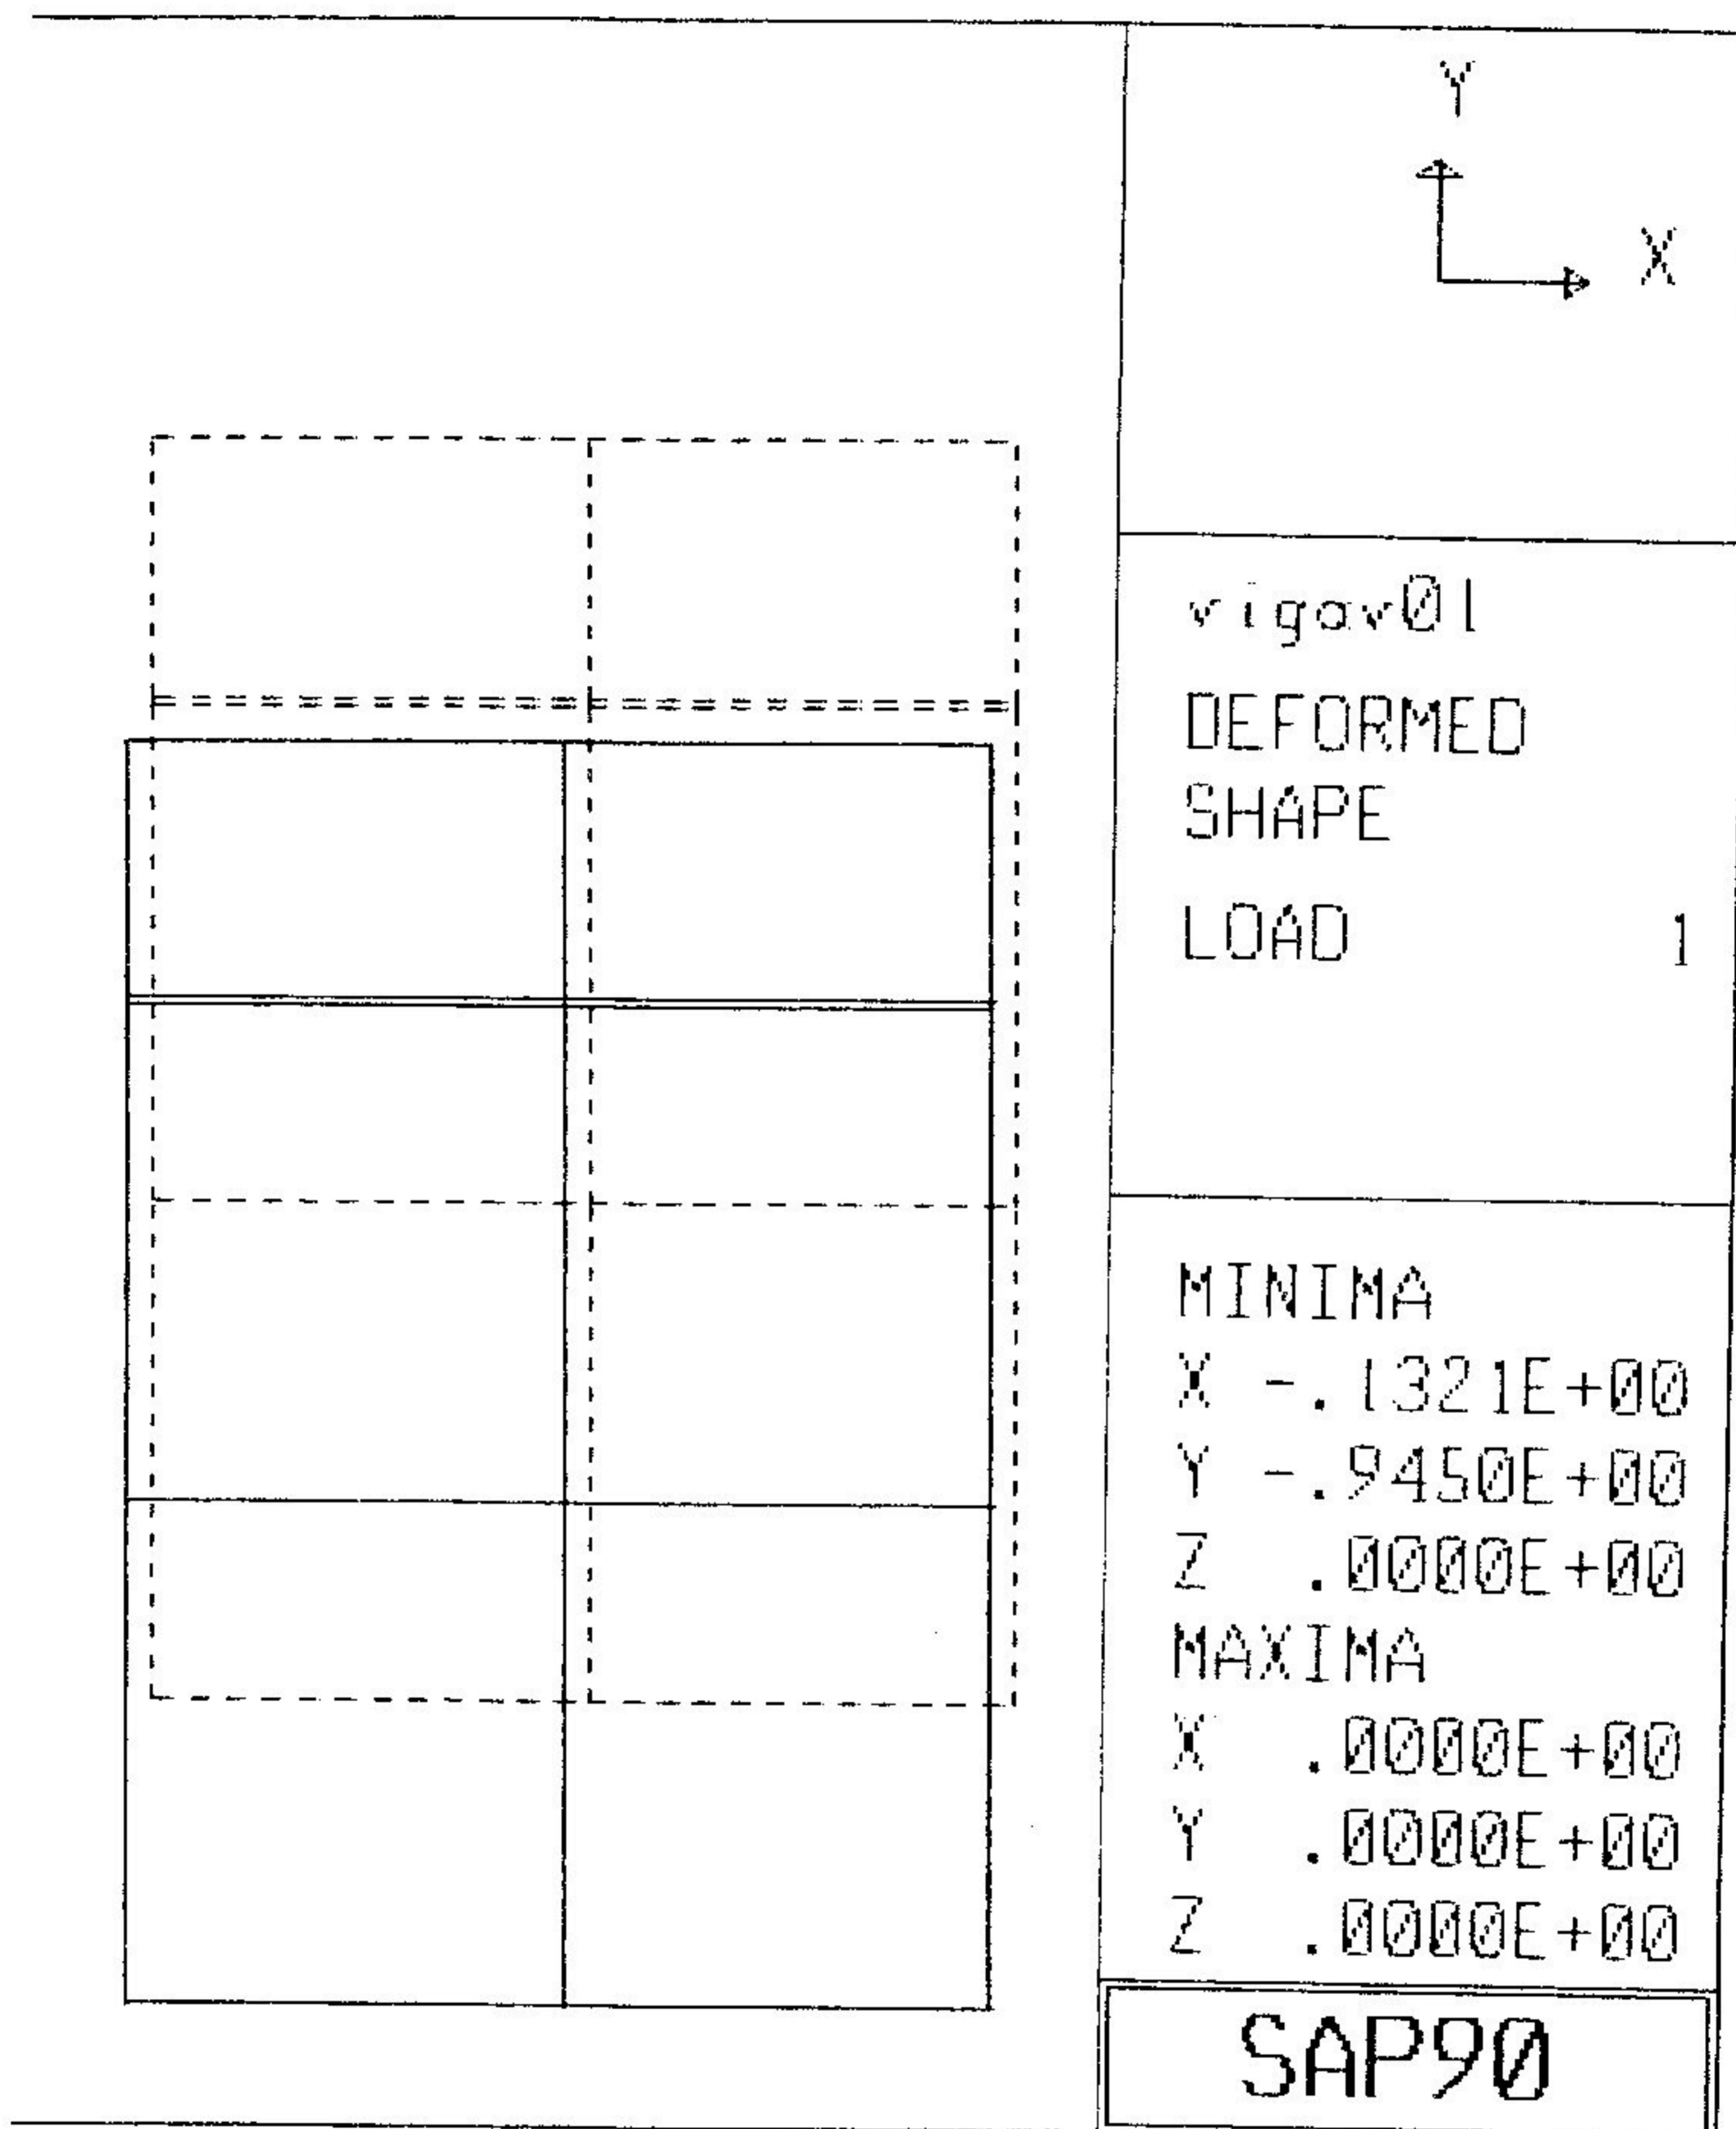 Y
X
vigav01
DEFORMED
SHAPE
LOAD 1
MINIMA
X -.1321E+00
Y -.9450E+00
Z .0000E+00
MAXIMA
X .0000E+00
Y .0000E+00
Z .0000E+00
SAP90